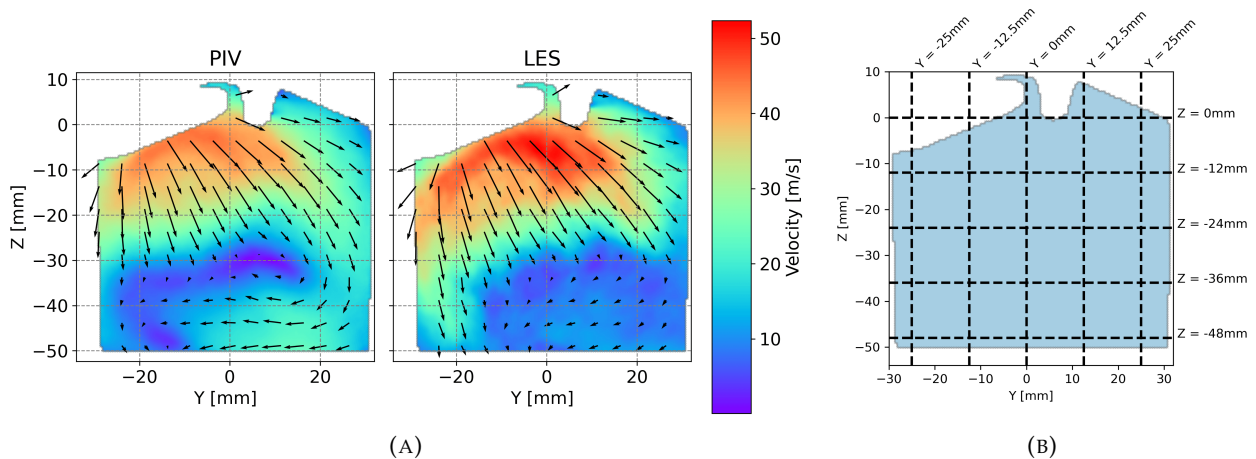 PIV
LES
10
0
−10
−20
−30
−40
−50
Z [mm]
−20
0
20
Y [mm]
−20
0
20
Y [mm]
50
40
30
20
10
Velocity [m/s]
(A)
Y = -25mm
Y = -12.5mm
Y = 0mm
Y = 12.5mm
Y = 25mm
10
0
−10
−20
−30
−40
−50
Z [mm]
Z = 0mm
Z = -12mm
Z = -24mm
Z = -36mm
Z = -48mm
−30
−20
−10
0
10
20
30
Y [mm]
(B)